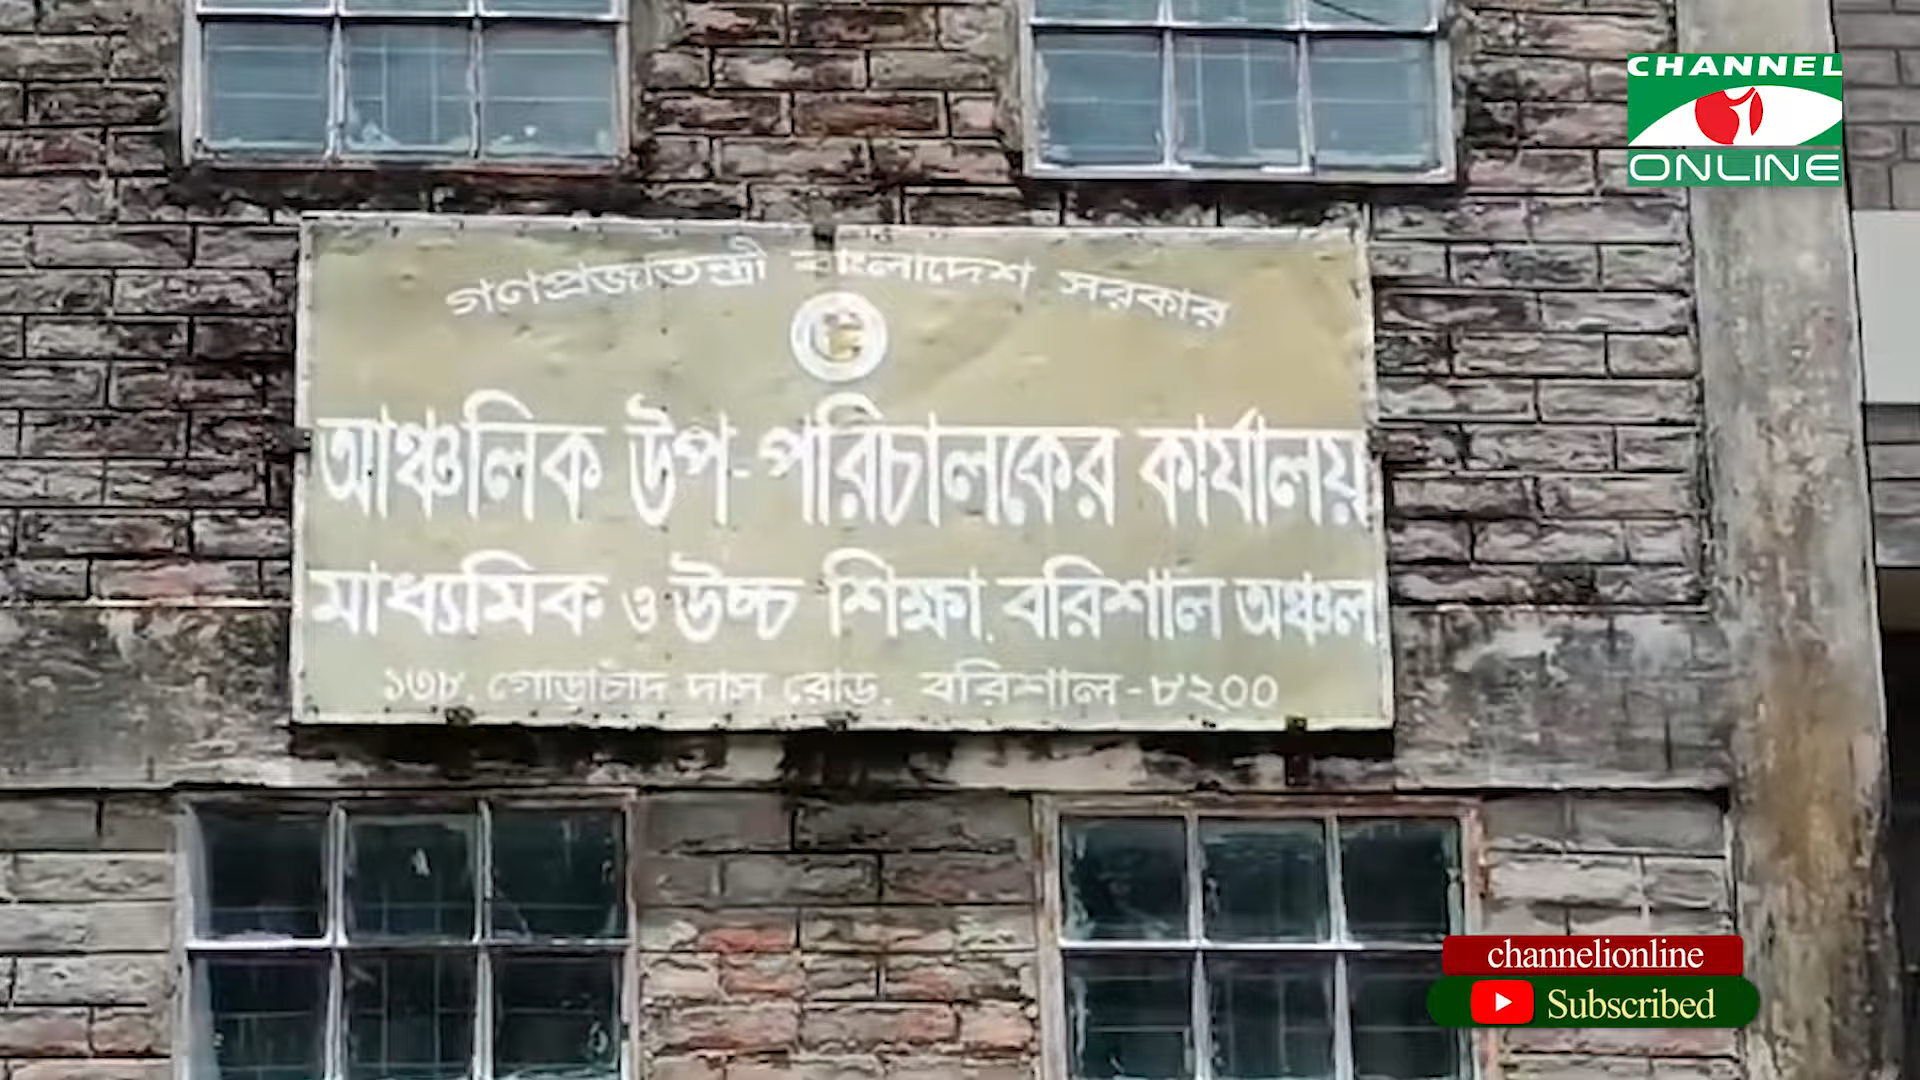 CHANNEL
ONLINE
গণপ্রজাতন্ত্রী বাংলাদেশ সরকার
আঞ্চলিক উপ-পরিচালকের কার্যালয়
মাধ্যমিক ও উচ্চ শিক্ষা, বরিশাল অঞ্চল,
১৩৮, গোড়াচাঁদ দাস রোড, বরিশাল-৮২০০
channelionline
Subscribed